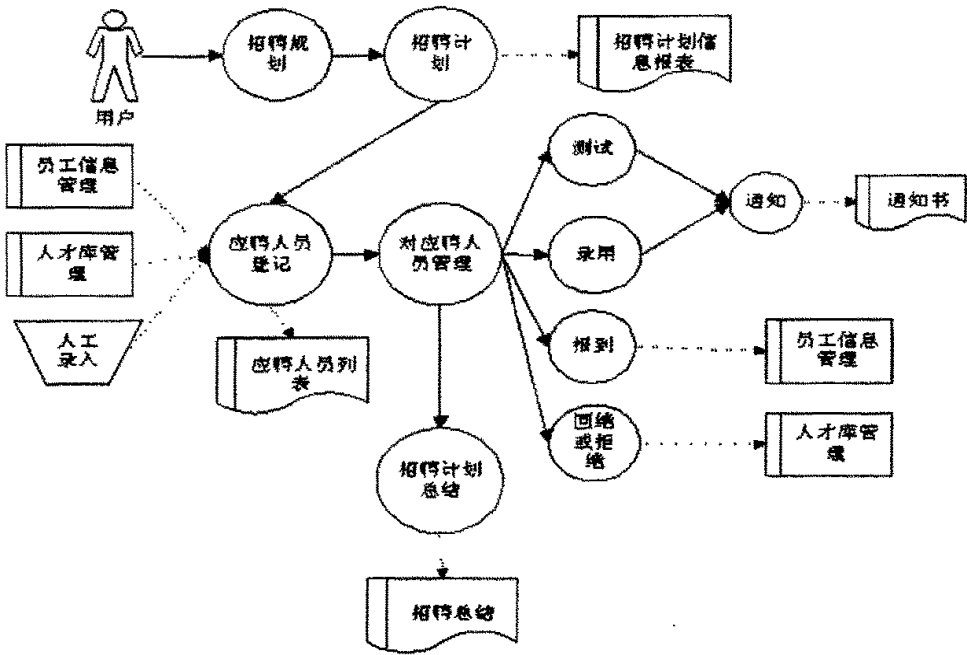 招聘规
划
招聘计
划
招聘计划信
息报表
用户
员工信息
管理
测试
通知
通知书
人才库管
理
应聘人员
登记
对应聘人
员管理
录用
人工
录入
应聘人员列
表
报到
员工信息
管理
回绝
或拒
绝
人才库管
理
招聘计划
总结
招聘总结